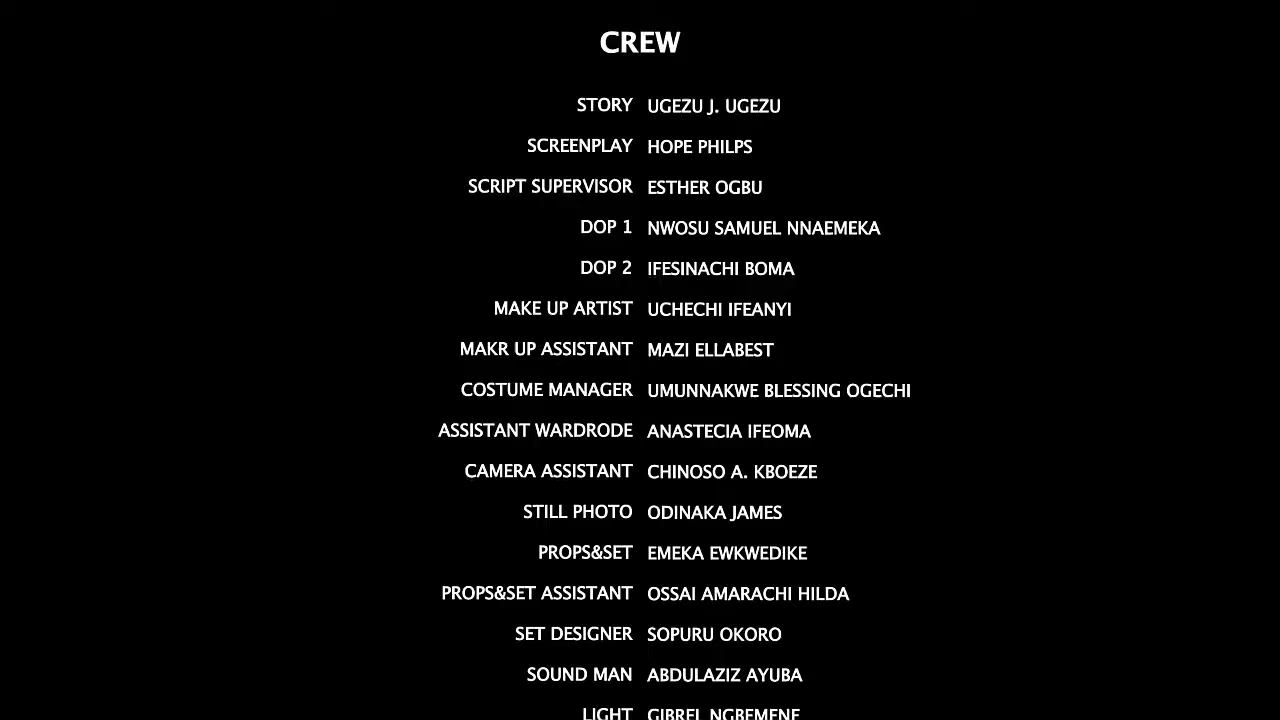 CREW
STORY UGEZU J. UGEZU
SCREENPLAY HOPE PHILPS
SCRIPT SUPERVISOR ESTHER OGBU
DOP 1 NWOSU SAMUEL NNAEMEKA
DOP 2 IFESINACHI BOMA
MAKE UP ARTIST UCHECHI IFEANYI
MAKR UP ASSISTANT MAZI ELLABEST
COSTUME MANAGER UMUNNAKWE BLESSING OGECHI
ASSISTANT WARDRODE ANASTECIA IFEOMA
CAMERA ASSISTANT CHINOSO A. KBOEZE
STILL PHOTO ODINAKA JAMES
PROPS&SET EMEKA EWKWEDIKE
PROPS&SET ASSISTANT OSSAI AMARACHI HILDA
SET DESIGNER SOPURU OKORO
SOUND MAN ABDULAZIZ AYUBA
LIGHT GIBREL NGBEMENE